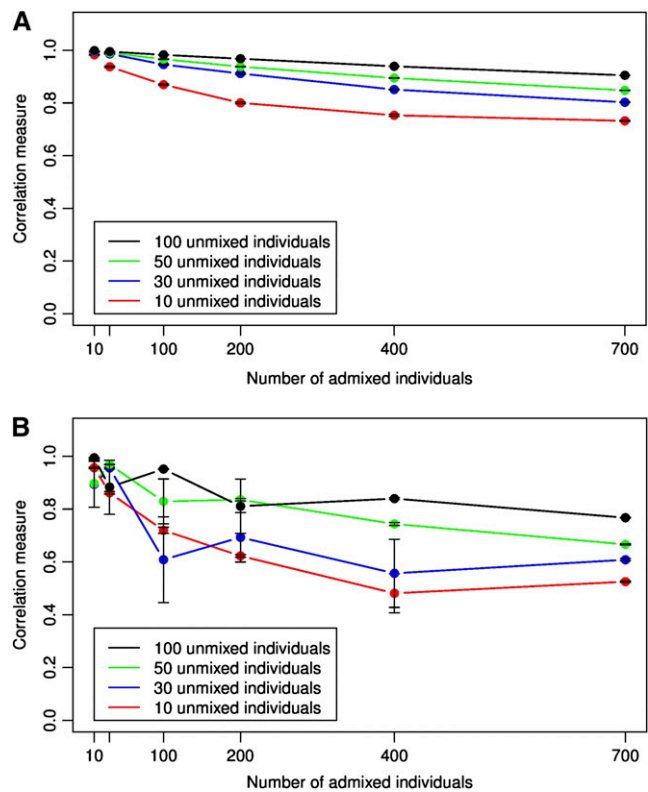 A
Correlation measure
1.0
0.8
0.6
0.4
0.2
0.0
100 unmixed individuals
50 unmixed individuals
30 unmixed individuals
10 unmixed individuals
10 100 200 400 700
Number of admixed individuals
B
Correlation measure
1.0
0.8
0.6
0.4
0.2
0.0
100 unmixed individuals
50 unmixed individuals
30 unmixed individuals
10 unmixed individuals
10 100 200 400 700
Number of admixed individuals